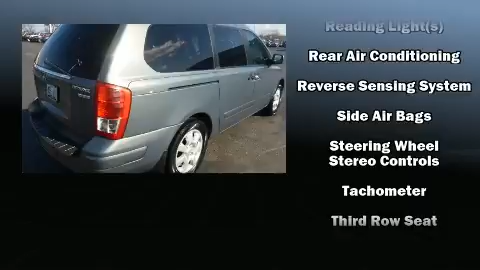 Reading Light(s)
Rear Air Conditioning
Reverse Sensing System
Side Air Bags
Steering Wheel
Stereo Controls
Tachometer
Third Row Seat